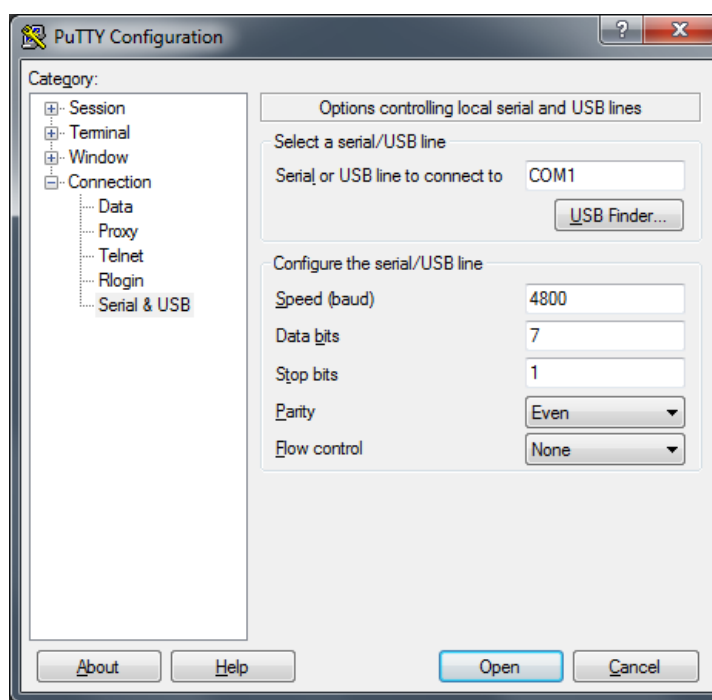 PuTTY Configuration
?
X
Category:
Session
Terminal
Window
Connection
Data
Proxy
Telnet
Rlogin
Serial & USB
Options controlling local serial and USB lines
Select a serial/USB line
Serial or USB line to connect to COM1
USB Finder...
Configure the serial/USB line
Speed (baud) 4800
Data bits 7
Stop bits 1
Parity Even
Flow control None
About Help Open Cancel